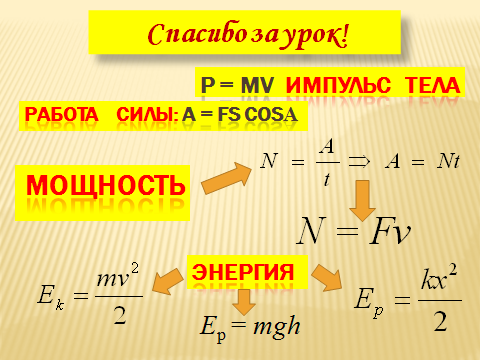 Спасибо за урок!
P = MV ИМПУЛЬС ТЕЛА
РАБОТА СИЛЫ: A = FS COSΑ
N = A/t ⇒ A = Nt
МОЩНОСТЬ
N = Fv
ЭНЕРГИЯ
E_k = mv²/2
E_p = kx²/2
E_p = mgh